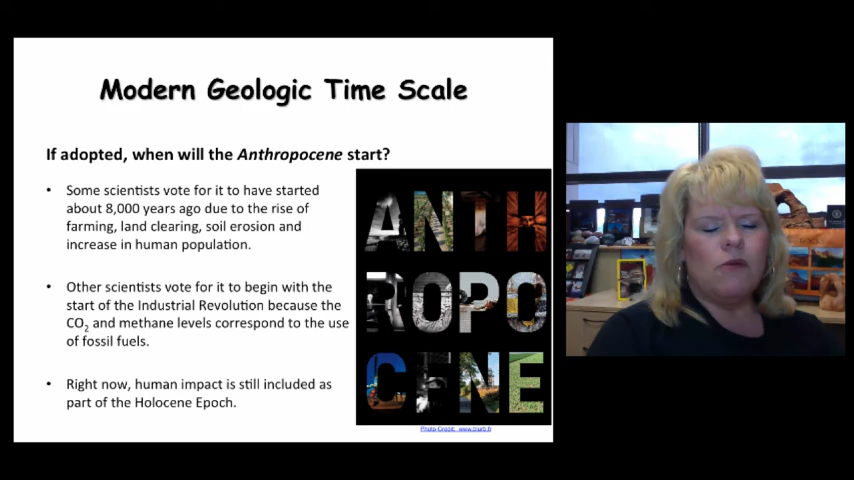 Modern Geologic Time Scale
If adopted, when will the Anthropocene start?
• Some scientists vote for it to have started
about 8,000 years ago due to the rise of
farming, land clearing, soil erosion and
increase in human population.
• Other scientists vote for it to begin with the
start of the Industrial Revolution because the
CO₂ and methane levels correspond to the use
of fossil fuels.
• Right now, human impact is still included as
part of the Holocene Epoch.
ANTH
ROPO
CENE
Photo Credit: